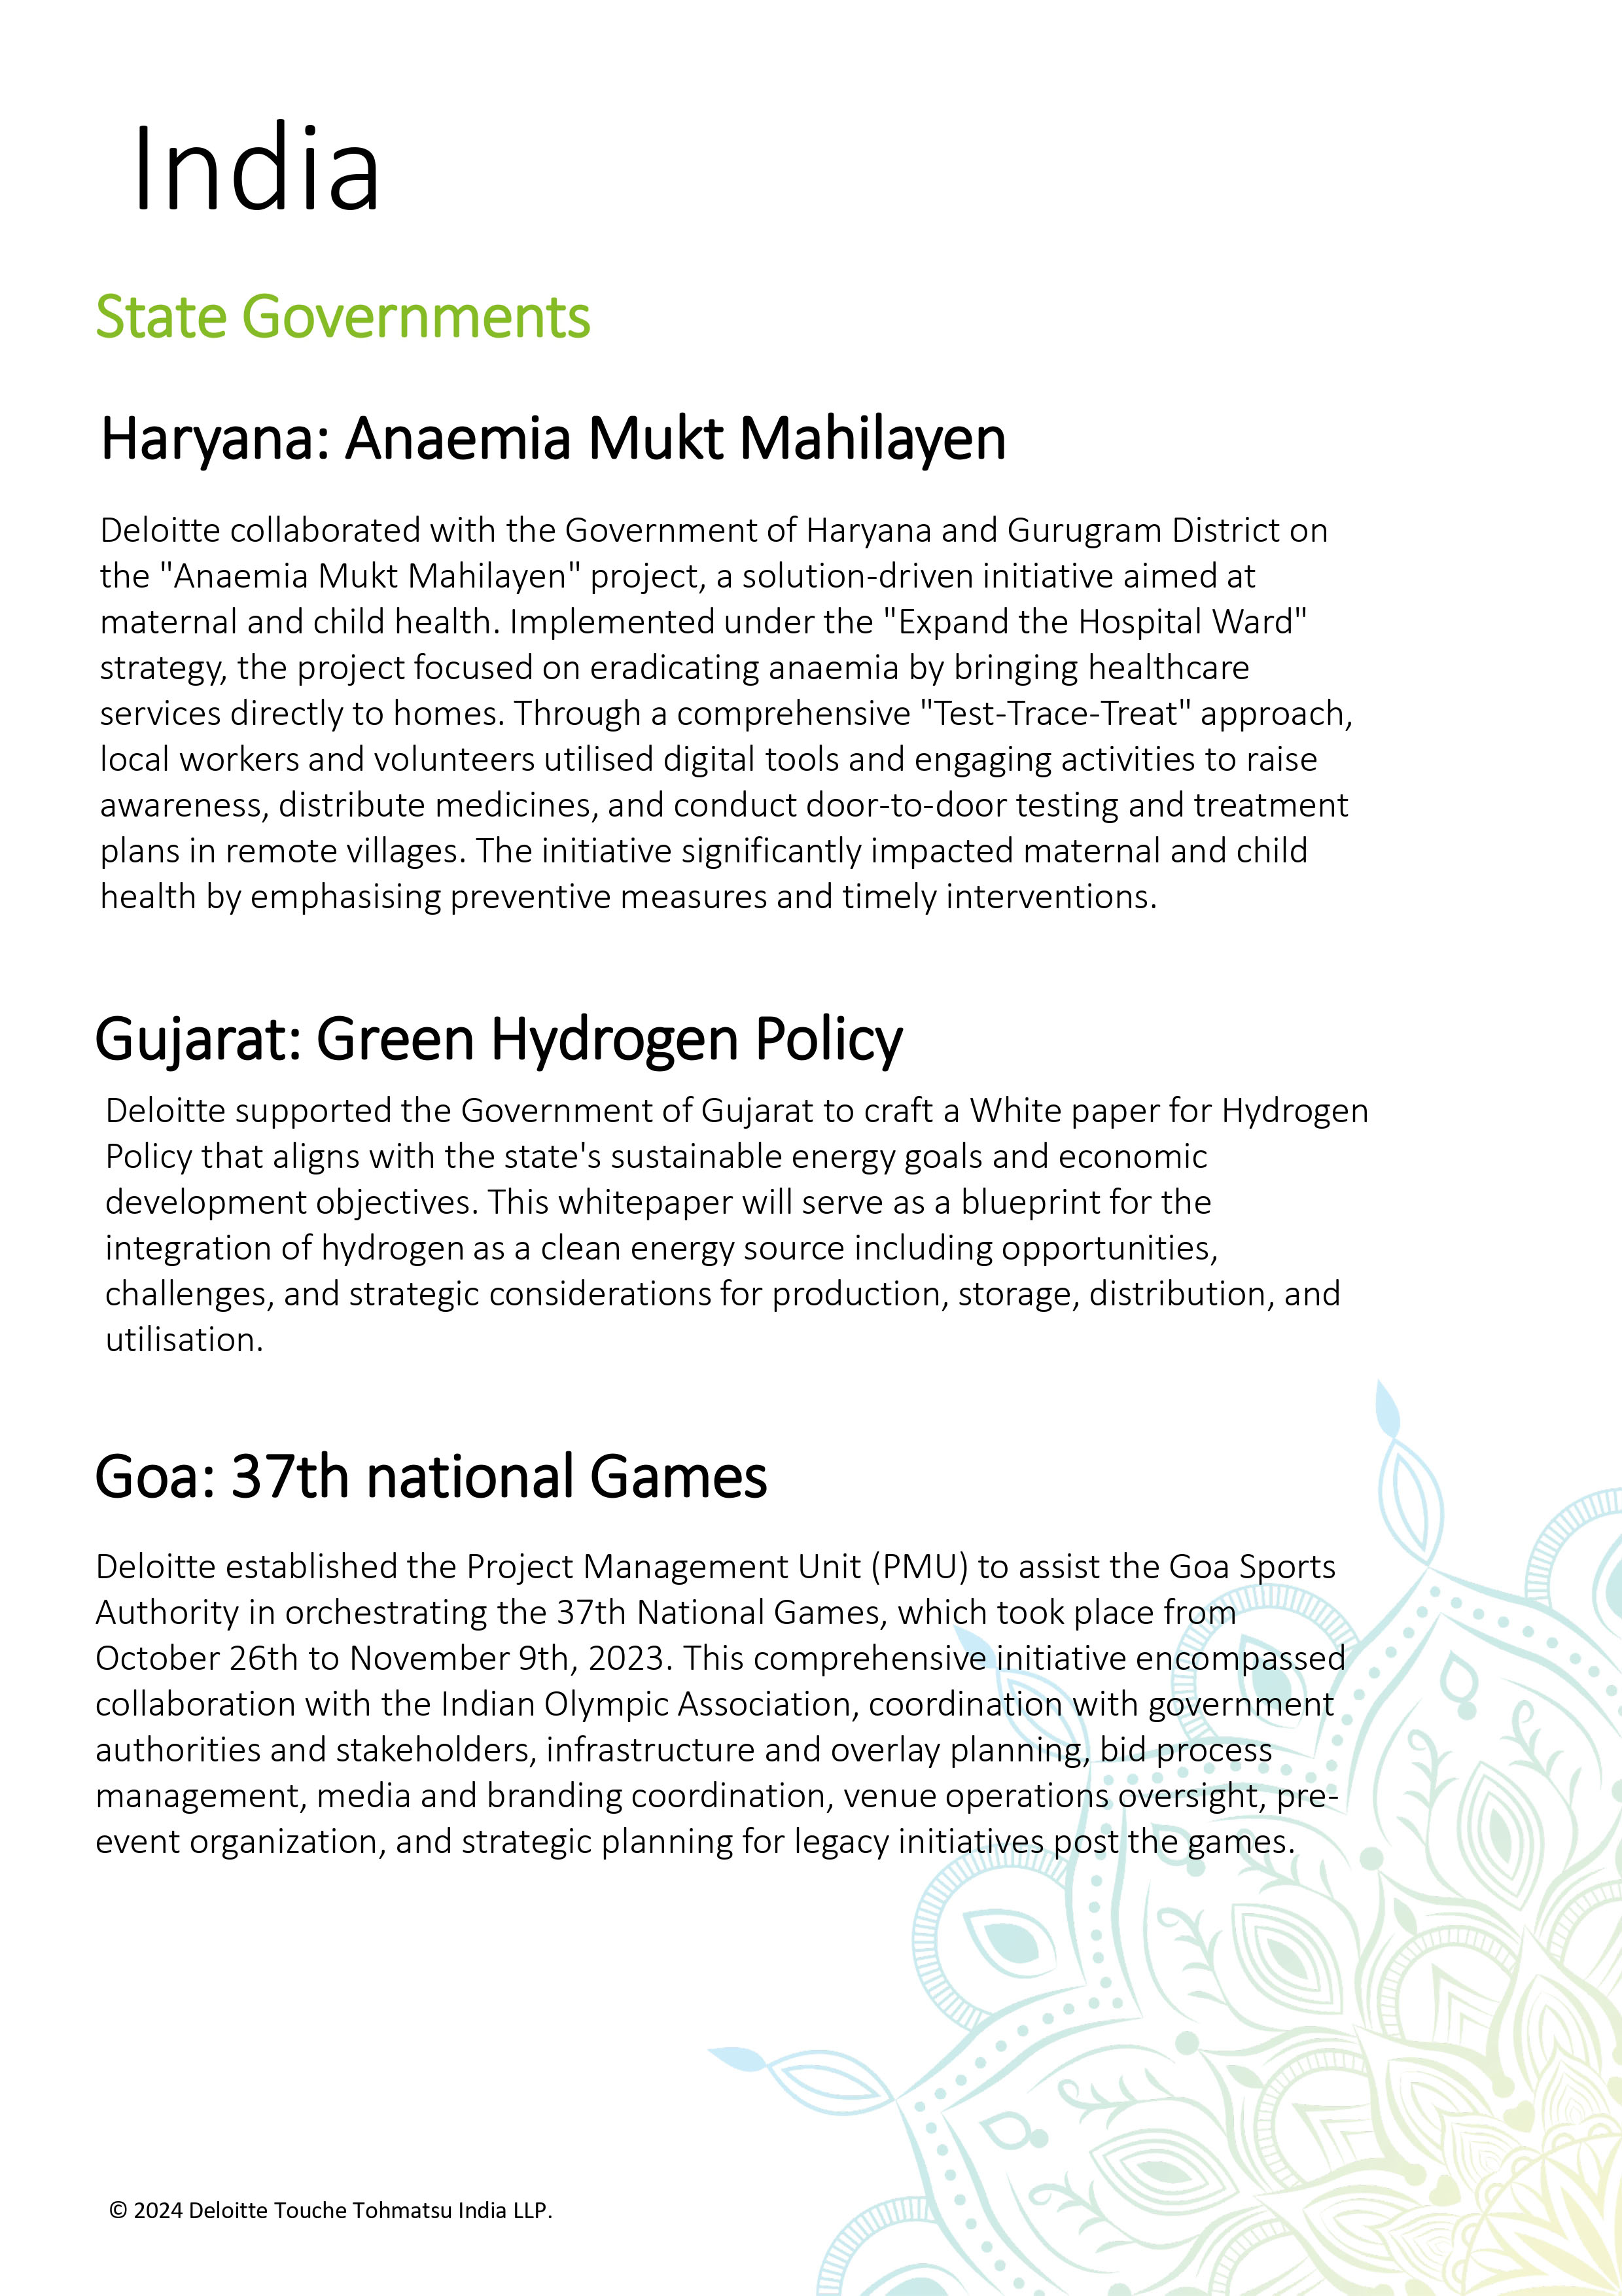 India
State Governments
Haryana: Anaemia Mukt Mahilayen
Deloitte collaborated with the Government of Haryana and Gurugram District on
the "Anaemia Mukt Mahilayen" project, a solution-driven initiative aimed at
maternal and child health. Implemented under the "Expand the Hospital Ward"
strategy, the project focused on eradicating anaemia by bringing healthcare
services directly to homes. Through a comprehensive "Test-Trace-Treat" approach,
local workers and volunteers utilised digital tools and engaging activities to raise
awareness, distribute medicines, and conduct door-to-door testing and treatment
plans in remote villages. The initiative significantly impacted maternal and child
health by emphasising preventive measures and timely interventions.
Gujarat: Green Hydrogen Policy
Deloitte supported the Government of Gujarat to craft a White paper for Hydrogen
Policy that aligns with the state's sustainable energy goals and economic
development objectives. This whitepaper will serve as a blueprint for the
integration of hydrogen as a clean energy source including opportunities,
challenges, and strategic considerations for production, storage, distribution, and
utilisation.
Goa: 37th national Games
Deloitte established the Project Management Unit (PMU) to assist the Goa Sports
Authority in orchestrating the 37th National Games, which took place from
October 26th to November 9th, 2023. This comprehensive initiative encompassed
collaboration with the Indian Olympic Association, coordination with government
authorities and stakeholders, infrastructure and overlay planning, bid process
management, media and branding coordination, venue operations oversight, pre-
event organization, and strategic planning for legacy initiatives post the games.
© 2024 Deloitte Touche Tohmatsu India LLP.